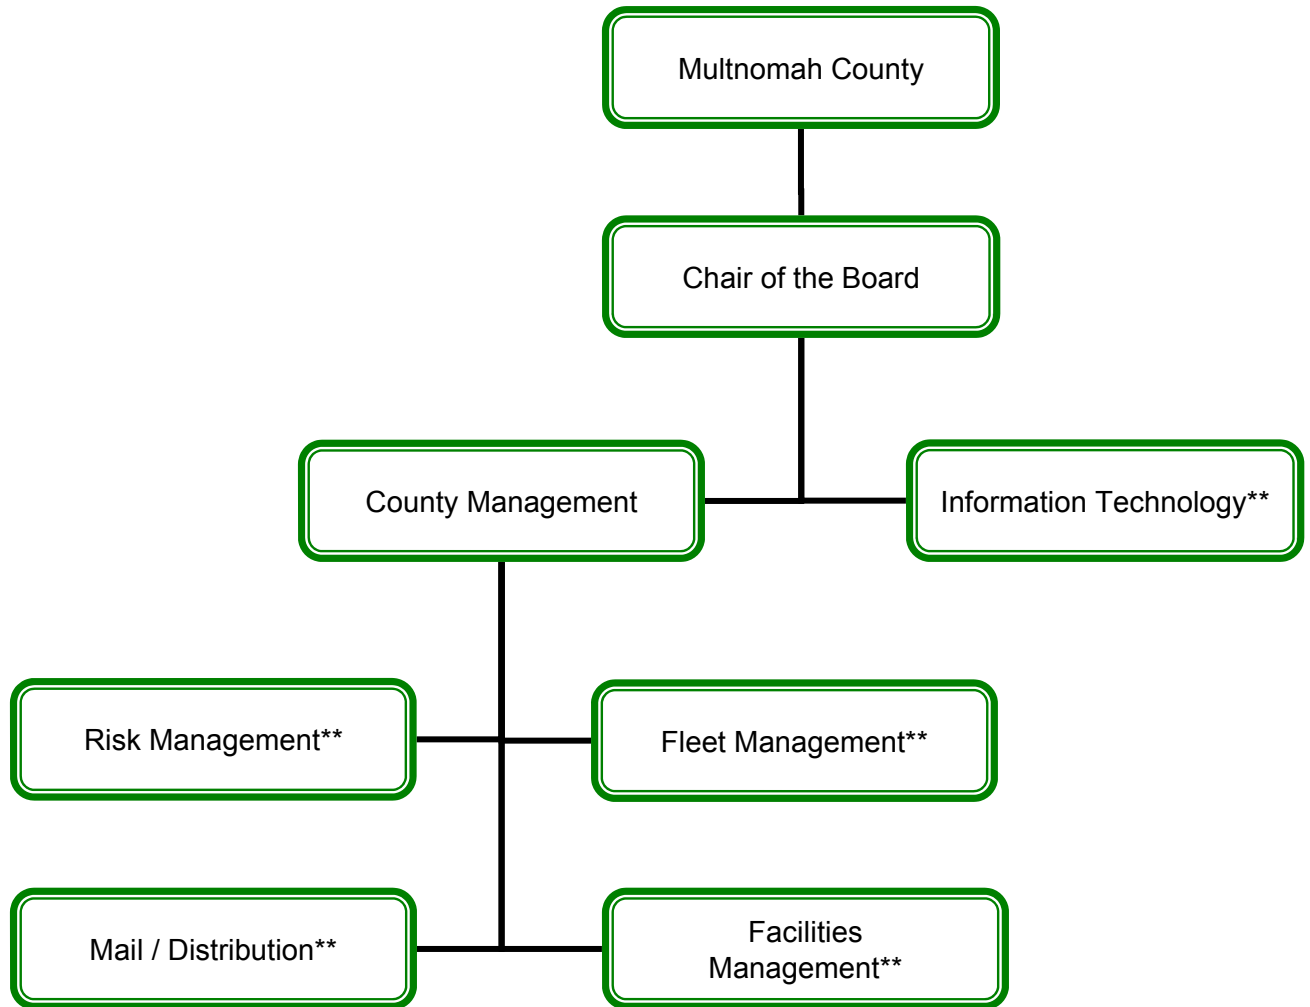 Multnomah County
Chair of the Board
County Management
Information Technology**
Risk Management**
Fleet Management**
Mail / Distribution**
Facilities
Management**